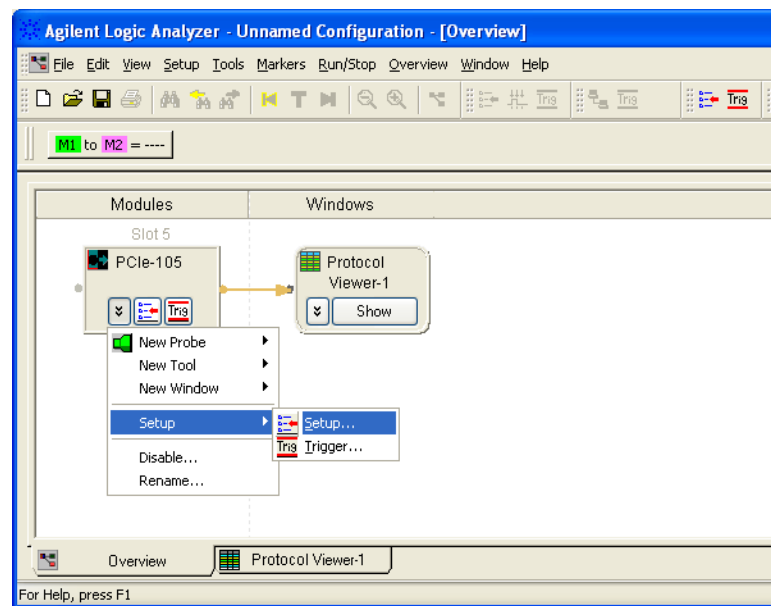 Agilent Logic Analyzer - Unnamed Configuration - [Overview]
File Edit View Setup Tools Markers Run/Stop Overview Window Help
T Trig Trig Trig
M1 to M2 = ----
Modules Windows
Slot 5
PCIe-105
Protocol
Viewer-1
Trig
Show
New Probe
New Tool
New Window
Setup
Setup...
Trig Trigger...
Disable...
Rename...
Overview Protocol Viewer-1
For Help, press F1